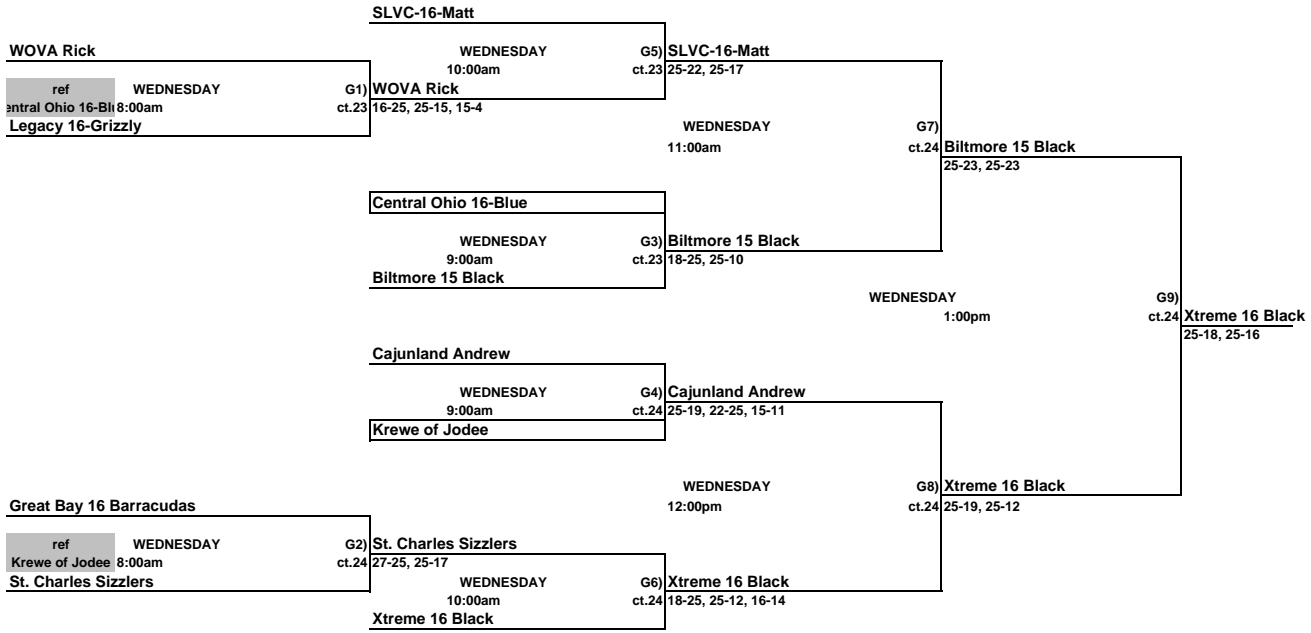 SLVC-16-Matt
WOVA Rick WEDNESDAY G5) SLVC-16-Matt
10:00am ct.23 25-22, 25-17
ref WEDNESDAY G1) WOVA Rick
entral Ohio 16-Blu 8:00am ct.23 16-25, 25-15, 15-4
Legacy 16-Grizzly WEDNESDAY G7)
11:00am ct.24 Biltmore 15 Black
25-23, 25-23
Central Ohio 16-Blue
WEDNESDAY G3) Biltmore 15 Black
9:00am ct.23 18-25, 25-10
Biltmore 15 Black
WEDNESDAY G9)
1:00pm ct.24 Xtreme 16 Black
25-18, 25-16
Cajunland Andrew
WEDNESDAY G4) Cajunland Andrew
9:00am ct.24 25-19, 22-25, 15-11
Krewe of Jodee
WEDNESDAY G8) Xtreme 16 Black
Great Bay 16 Barracudas 12:00pm ct.24 25-19, 25-12
ref WEDNESDAY G2) St. Charles Sizzlers
Krewe of Jodee 8:00am ct.24 27-25, 25-17
St. Charles Sizzlers WEDNESDAY G6) Xtreme 16 Black
10:00am ct.24 18-25, 25-12, 16-14
Xtreme 16 Black